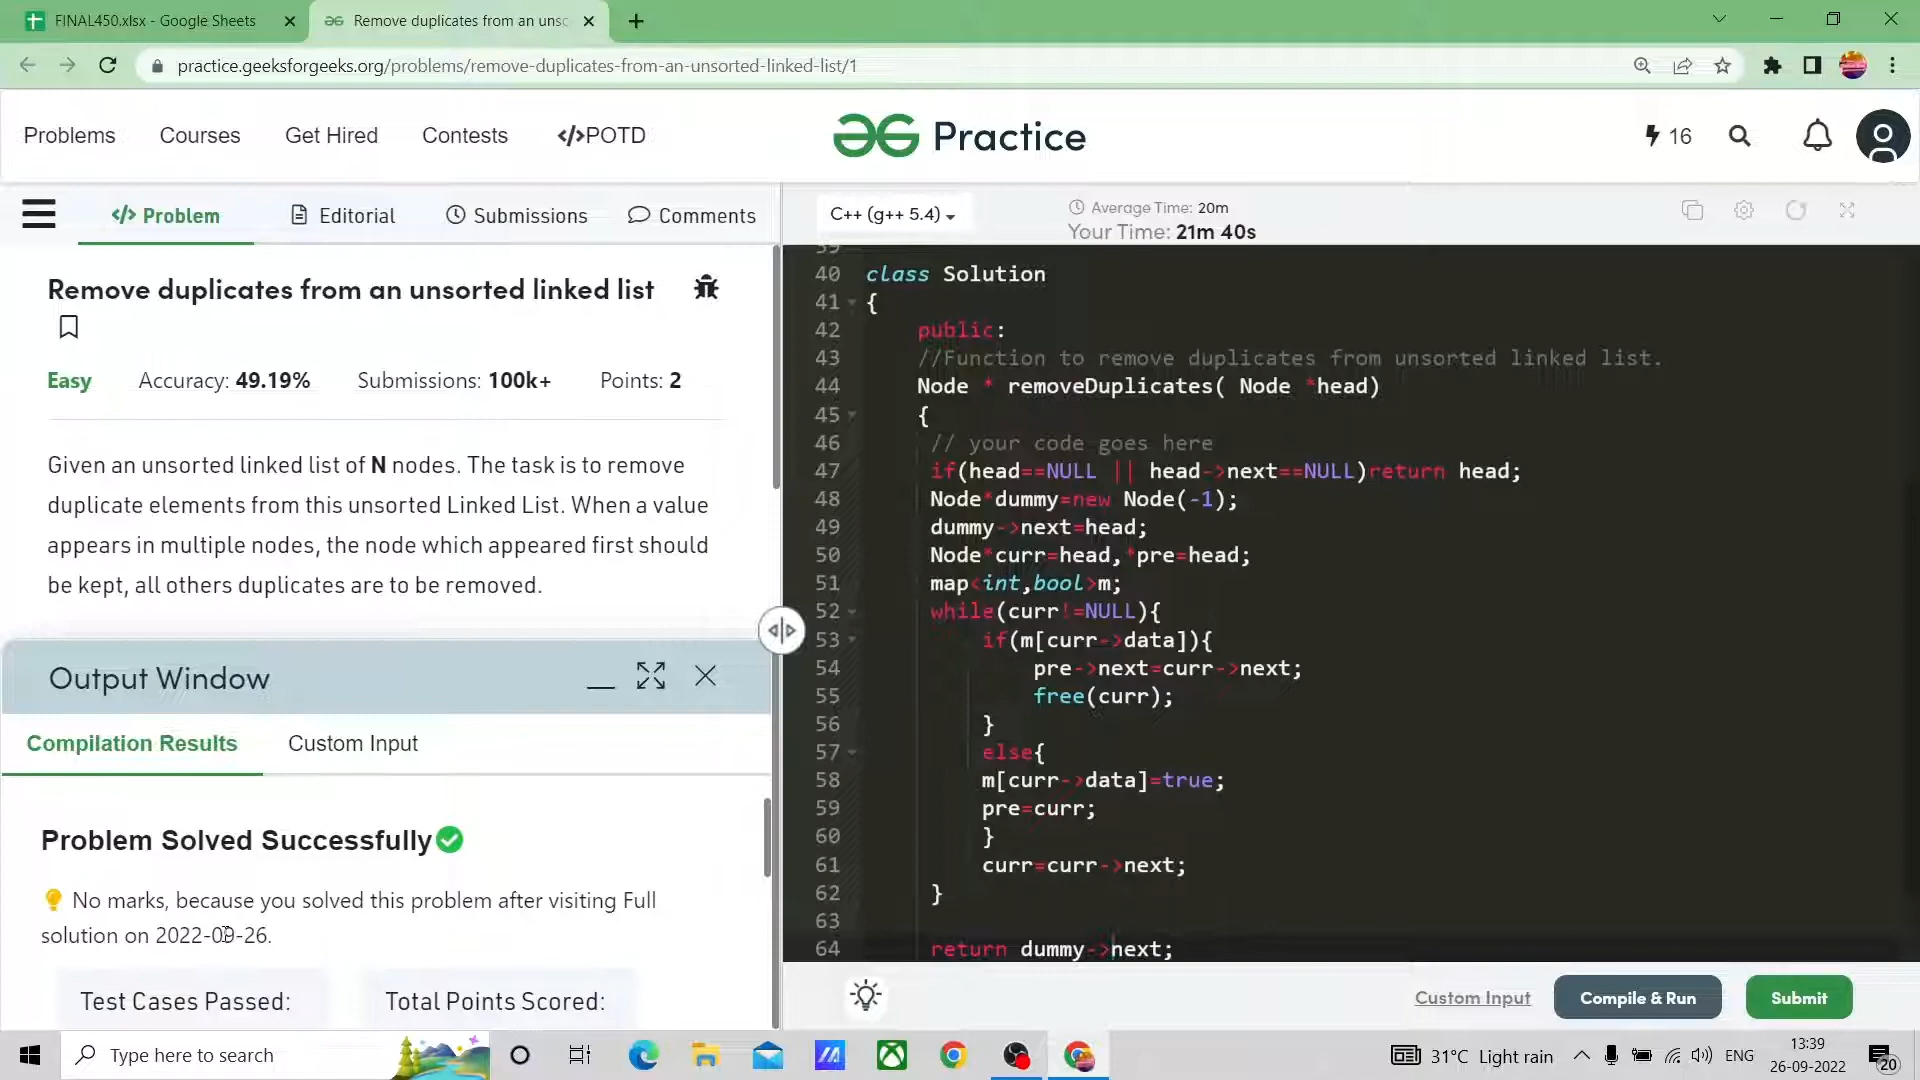 FINAL450.xlsx - Google Sheets
Remove duplicates from an unso
practice.geeksforgeeks.org/problems/remove-duplicates-from-an-unsorted-linked-list/1
Problems Courses Get Hired Contests </>POTD
Practice
16
</> Problem Editorial Submissions Comments
C++ (g++ 5.4)
Average Time: 20m
Your Time: 21m 40s
Remove duplicates from an unsorted linked list
Easy Accuracy: 49.19% Submissions: 100k+ Points: 2
Given an unsorted linked list of N nodes. The task is to remove
duplicate elements from this unsorted Linked List. When a value
appears in multiple nodes, the node which appeared first should
be kept, all others duplicates are to be removed.
Output Window
Compilation Results Custom Input
Problem Solved Successfully
No marks, because you solved this problem after visiting Full
solution on 2022-09-26.
Test Cases Passed: Total Points Scored:
39
40 class Solution
41 {
42 public:
43 //Function to remove duplicates from unsorted linked list.
44 Node * removeDuplicates( Node *head)
45 {
46 // your code goes here
47 if(head==NULL || head->next==NULL)return head;
48 Node*dummy=new Node(-1);
49 dummy->next=head;
50 Node*curr=head,*pre=head;
51 map<int,bool>m;
52 while(curr!=NULL){
53 if(m[curr->data]){
54 pre->next=curr->next;
55 free(curr);
56 }
57 else{
58 m[curr->data]=true;
59 pre=curr;
60 }
61 curr=curr->next;
62 }
63
64 return dummy->next;
Custom Input Compile & Run Submit
Type here to search
31°C Light rain
ENG
13:39
26-09-2022
20